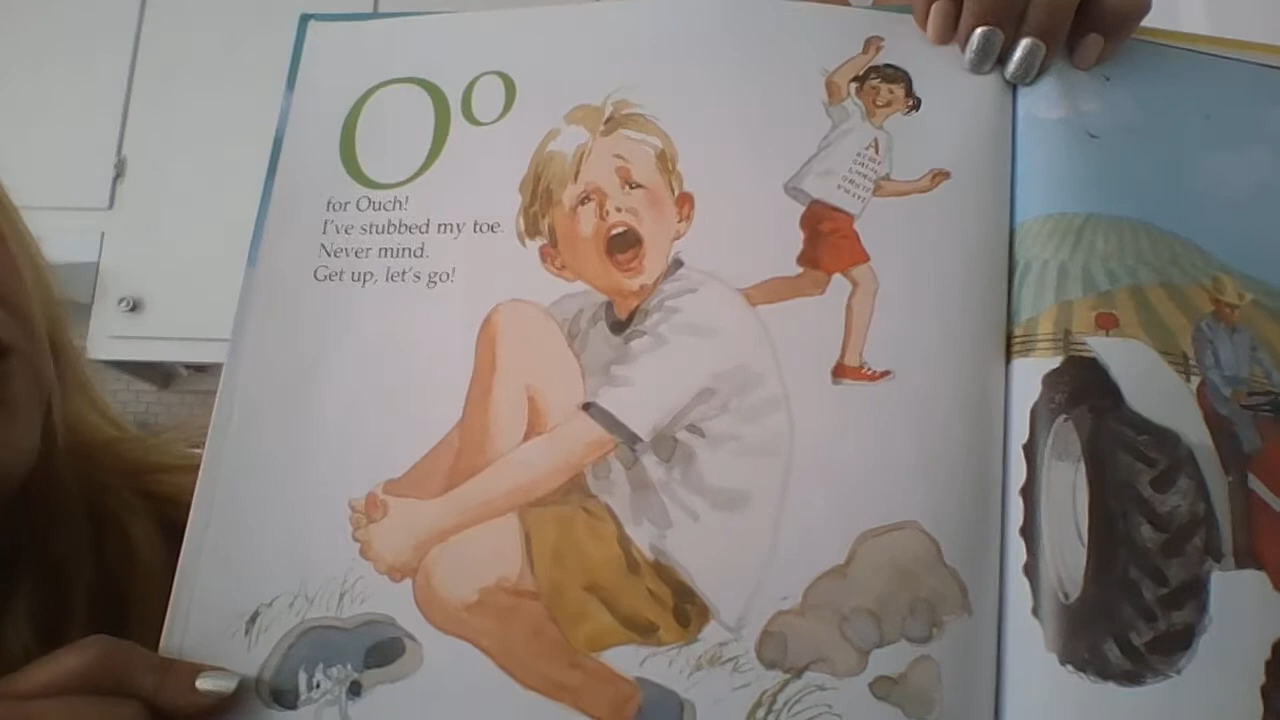 Oo
for Ouch!
I've stubbed my toe.
Never mind.
Get up, let's go!
A